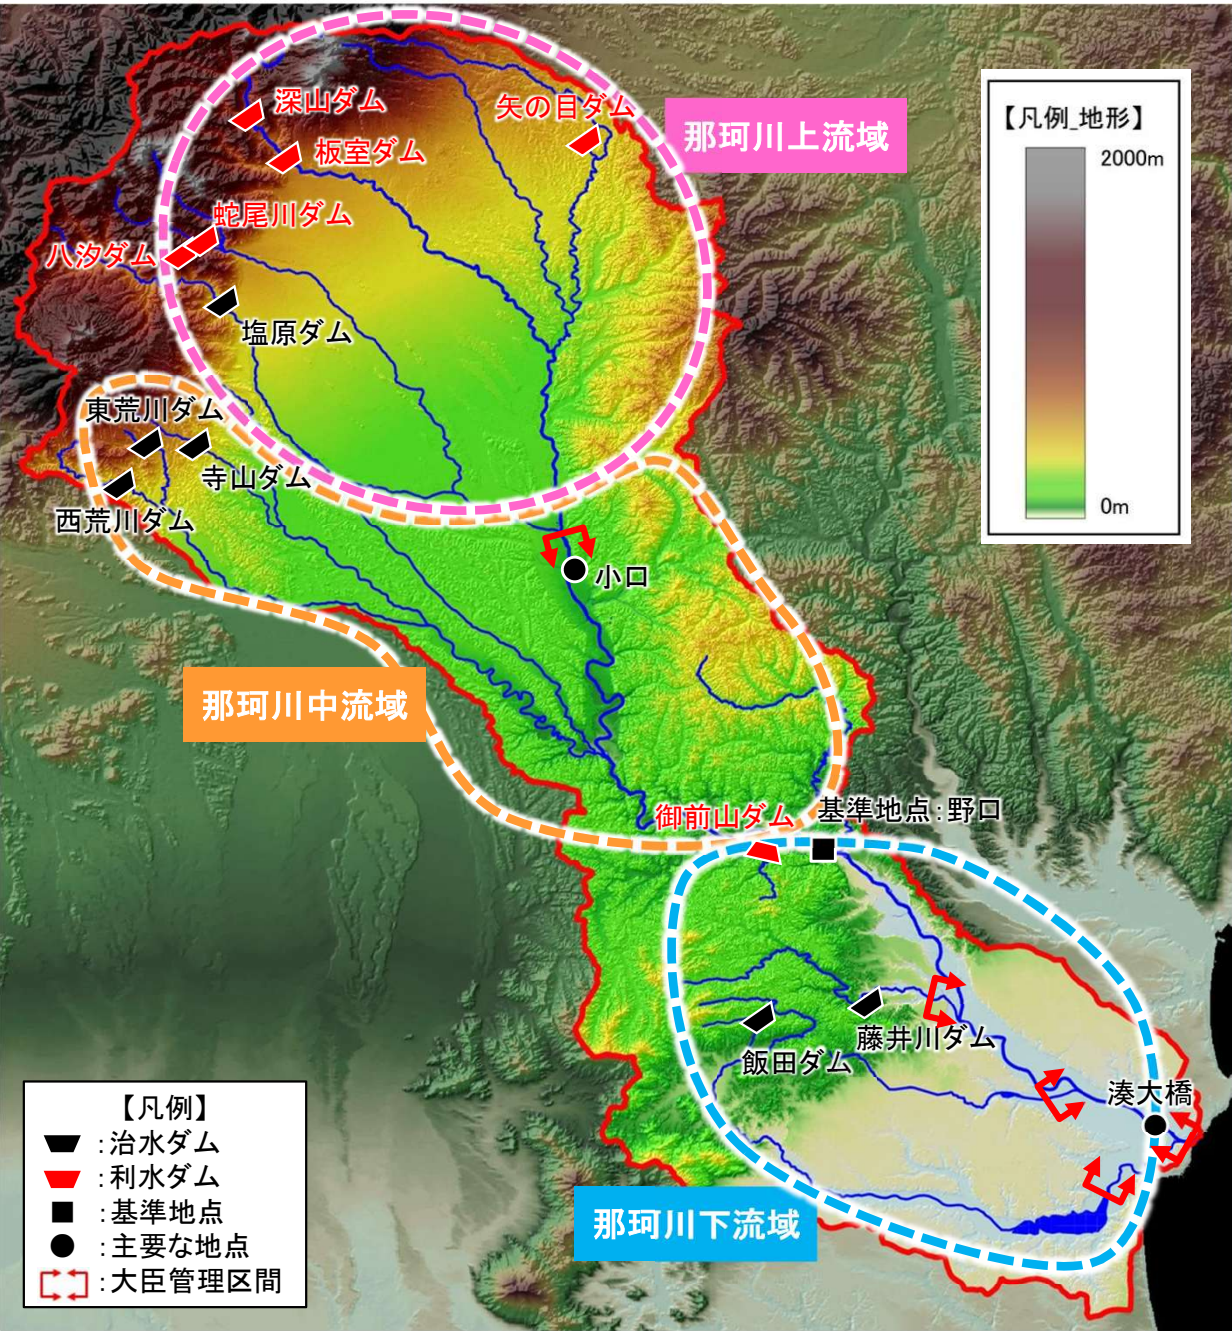 深山ダム
矢の目ダム
那珂川上流域
板室ダム
蛇尾川ダム
八汐ダム
塩原ダム
【凡例_地形】
2000m
0m
東荒川ダム
寺山ダム
西荒川ダム
小口
那珂川中流域
御前山ダム
基準地点:野口
藤井川ダム
飯田ダム
湊大橋
那珂川下流域
【凡例】
:治水ダム
:利水ダム
:基準地点
:主要な地点
:大臣管理区間